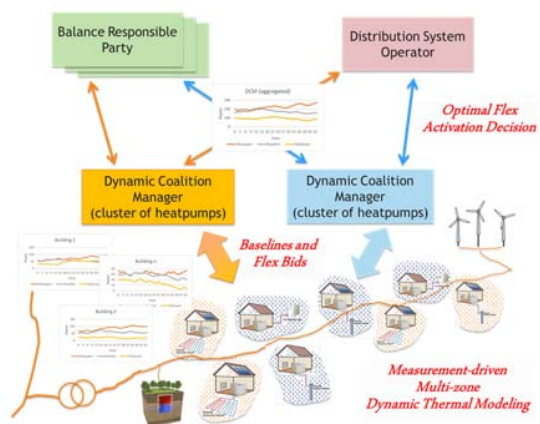 Balance Responsible
Party
Distribution System
Operator
DCM (aggregated)
Optimal Flex
Activation Decision
Dynamic Coalition
Manager
(cluster of heatpumps)
Dynamic Coalition
Manager
(cluster of heatpumps)
Baselines and
Flex Bids
Building 1
Building n
Building 2
Measurement-driven
Multi-zone
Dynamic Thermal Modeling